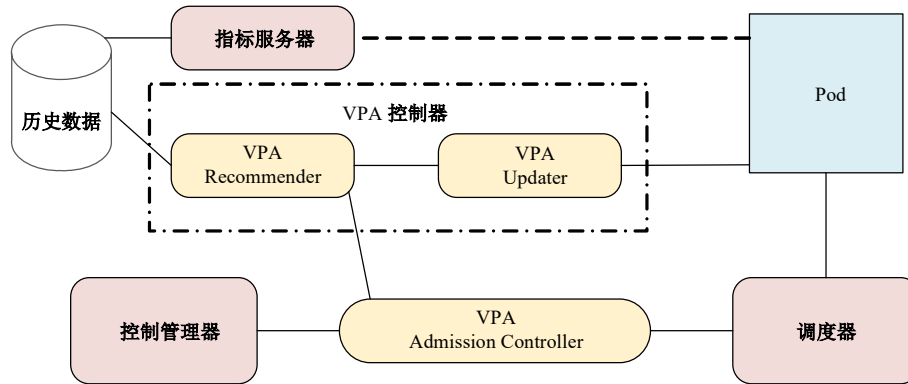 指标服务器
Pod
历史数据
VPA 控制器
VPA
Recommender
VPA
Updater
控制管理器
VPA
Admission Controller
调度器